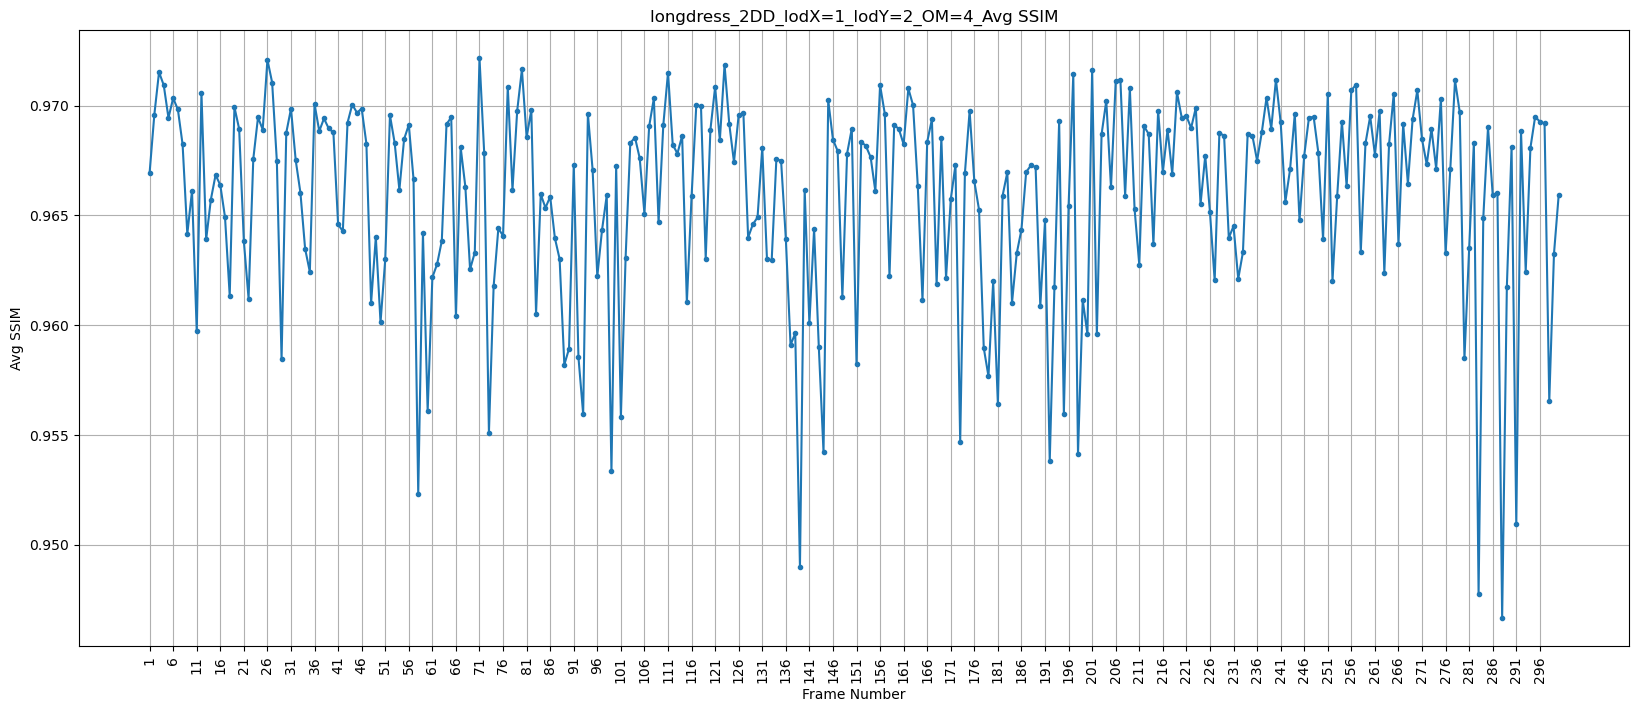 longdress_2DD_lodX=1_lodY=2_OM=4_Avg SSIM
Avg SSIM
0.970
0.965
0.960
0.955
0.950
1 6 11 16 21 26 31 36 41 46 51 56 61 66 71 76 81 86 91 96 101 106 111 116 121 126 131 136 141 146 151 156 161 166 171 176 181 186 191 196 201 206 211 216 221 226 231 236 241 246 251 256 261 266 271 276 281 286 291 296
Frame Number